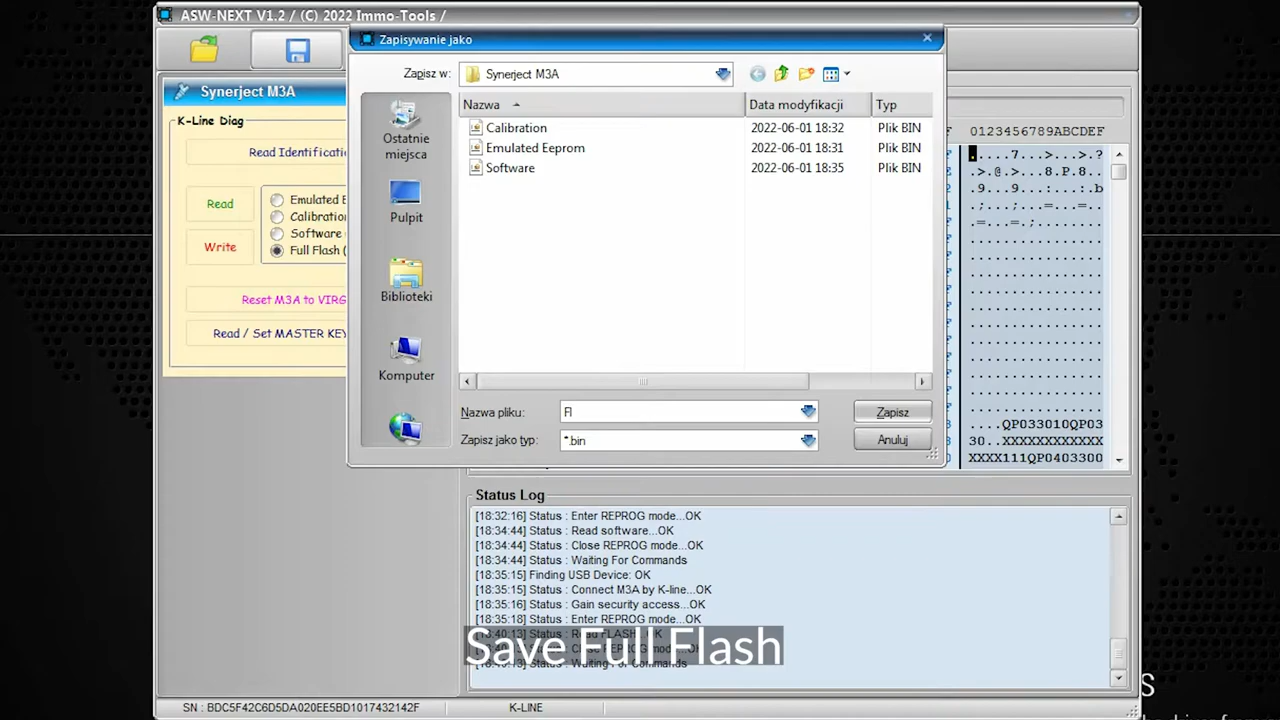 ASW-NEXT V1.2 / (C) 2022 Immo-Tools /
Zapisywanie jako
Zapisz w:
Synerject M3A
Synerject M3A
K-Line Diag
Read
Write
Reset M3A to VIRG
Read / Set MASTER KEY
Ostatnie
miejsca
Pulpit
Biblioteki
Komputer
Nazwa
Data modyfikacji
Typ
Calibration
2022-06-01 18:32
Plik BIN
Emulated Eeprom
2022-06-01 18:31
Plik BIN
Software
2022-06-01 18:35
Plik BIN
Nazwa pliku:
Fl
Zapisz
Zapisz jako typ:
*.bin
Anuluj
Read Identificati
Emulated E
Calibration
Software
Full Flash (
0123456789ABCDEF
....7...>...>.?
.>.@.>...8.P.8..
.9...9....:...:.b
.;...;....=...=..
.=....=.;.......
....QP033010QP03
30..XXXXXXXXXXXX
XXXX111QP0403300
Status Log
[18:32:16] Status : Enter REPROG mode...OK
[18:34:44] Status : Read software...OK
[18:34:44] Status : Close REPROG mode...OK
[18:34:44] Status : Waiting For Commands
[18:35:15] Finding USB Device: OK
[18:35:15] Status : Connect M3A by K-line...OK
[18:35:16] Status : Gain security access...OK
[18:35:18] Status : Enter REPROG mode...OK
[18:40:13] Status : Read FLASH...OK
Save Full Flash
SN : BDC5F42C6D5DA020EE5BD1017432142F
K-LINE
S